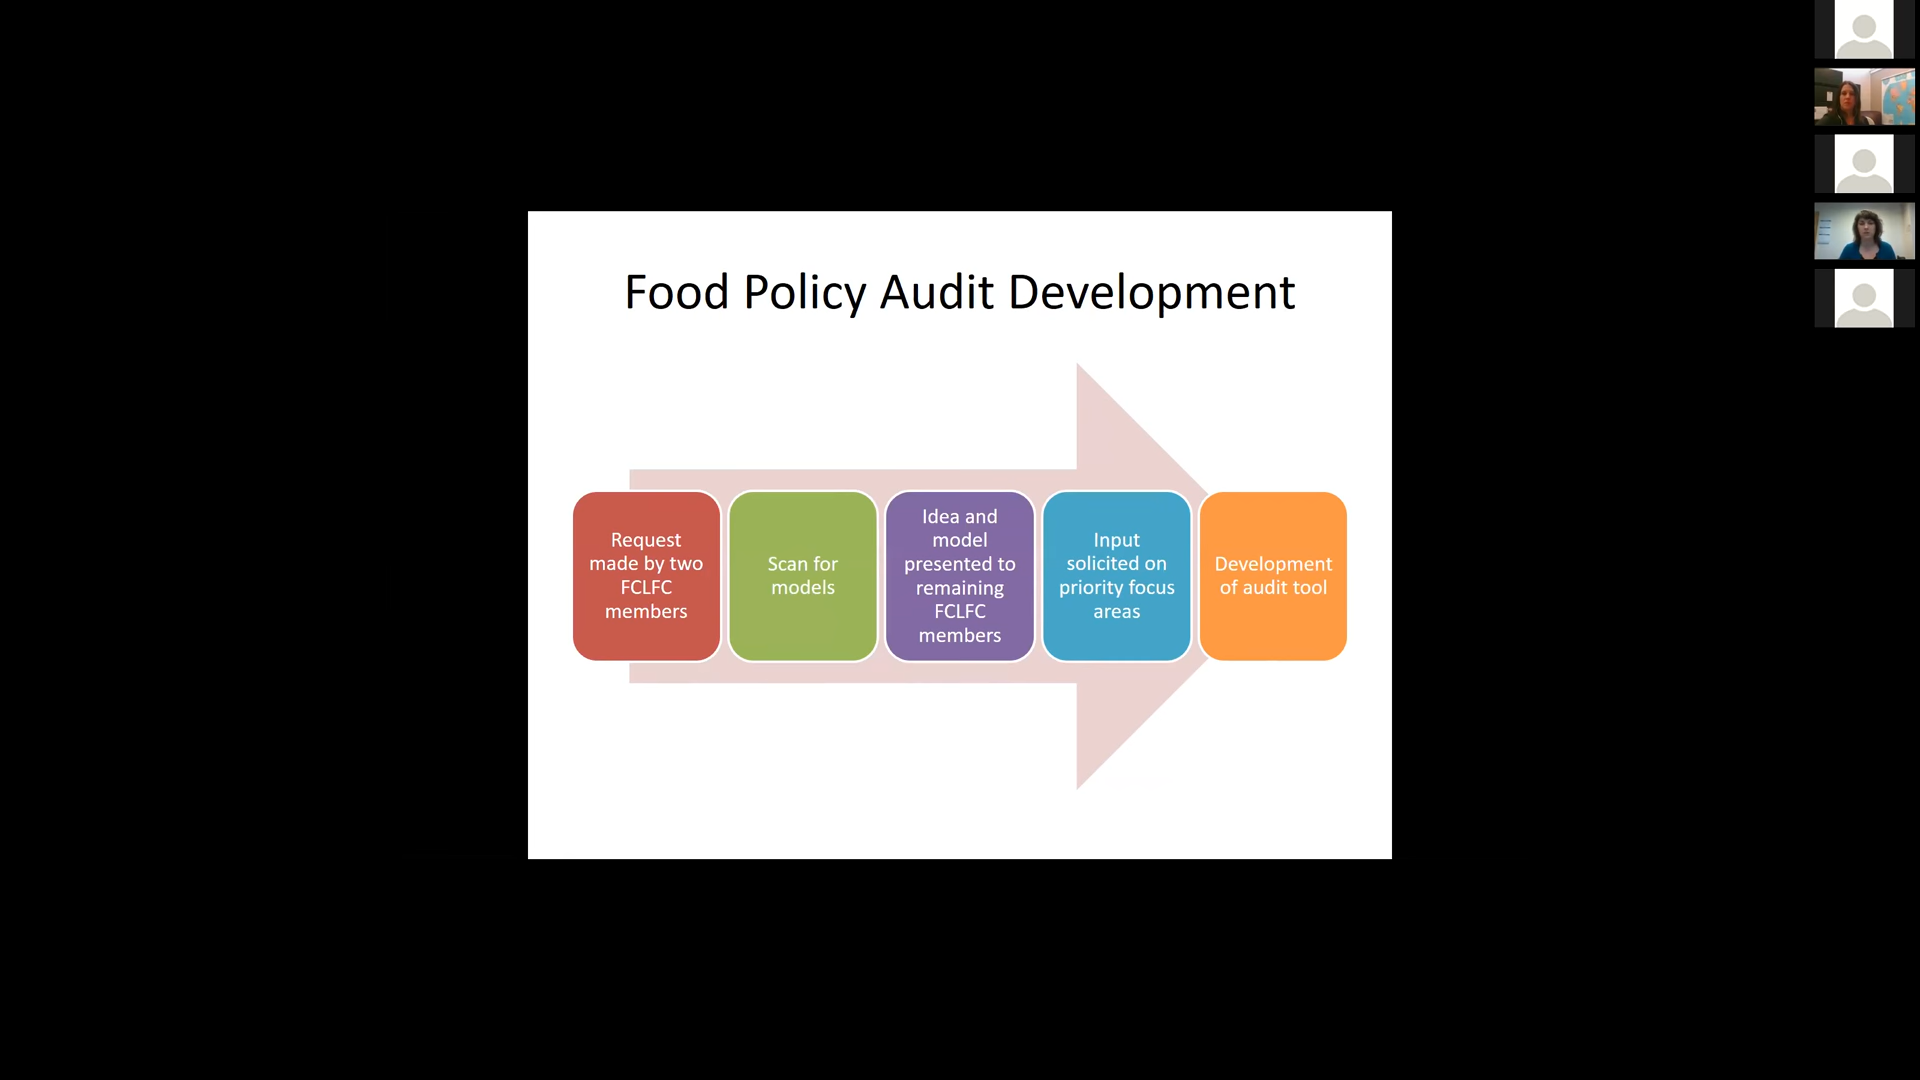 Food Policy Audit Development
Request
made by two
FCLFC
members
Scan for
models
Idea and
model
presented to
remaining
FCLFC
members
Input
solicited on
priority focus
areas
Development
of audit tool